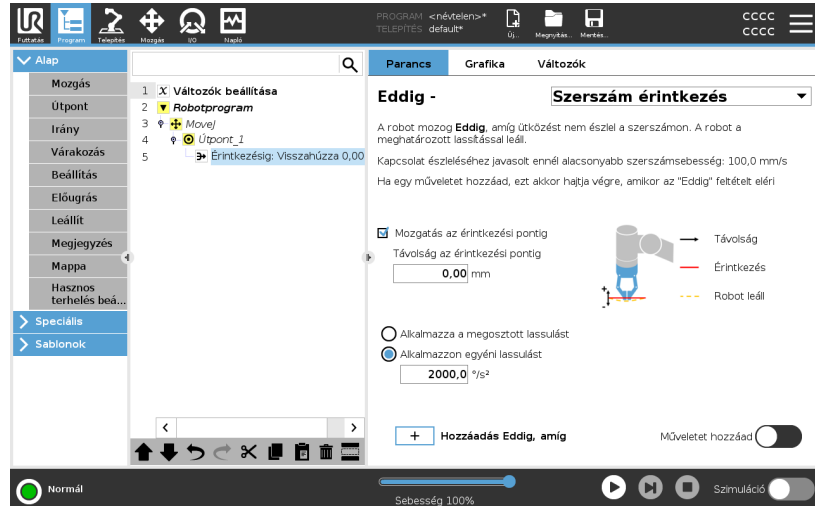 PROGRAM <névtelen>*
TELEPÍTÉS default*
cccc
cccc
Futtatás
Program
Telepítés
Mozgás
I/O
Napló
Új...
Megnyitás...
Mentés...
Alap
Mozgás
Útpont
Irány
Várakozás
Beállítás
Előugrás
Leállít
Megjegyzés
Mappa
Hasznos
terhelés beá...
Speciális
Sablonok
1 X Változók beállítása
2 Robotprogram
3 MoveJ
4 Útpont_1
5 Érintkezésig: Visszahúzza 0,00
Parancs Grafika Változók
Eddig - Szerszám érintkezés
A robot mozog Eddig, amíg ütközést nem észlel a szerszámon. A robot a
meghatározott lassítással leáll.
Kapcsolat észleléséhez javasolt ennél alacsonyabb szerszámsebesség: 100,0 mm/s
Ha egy műveletet hozzáad, ezt akkor hajtja végre, amikor az "Eddig" feltételt eléri
Mozgatás az érintkezési pontig
Távolság az érintkezési pontig
0,00 mm
Távolság
Érintkezés
Robot leáll
+
-
Alkalmazza a megosztott lassulást
Alkalmazzon egyéni lassulást
2000,0 °/s²
+ Hozzáadás Eddig, amíg
Műveletet hozzáad
Normál
Sebesség 100%
Szimuláció